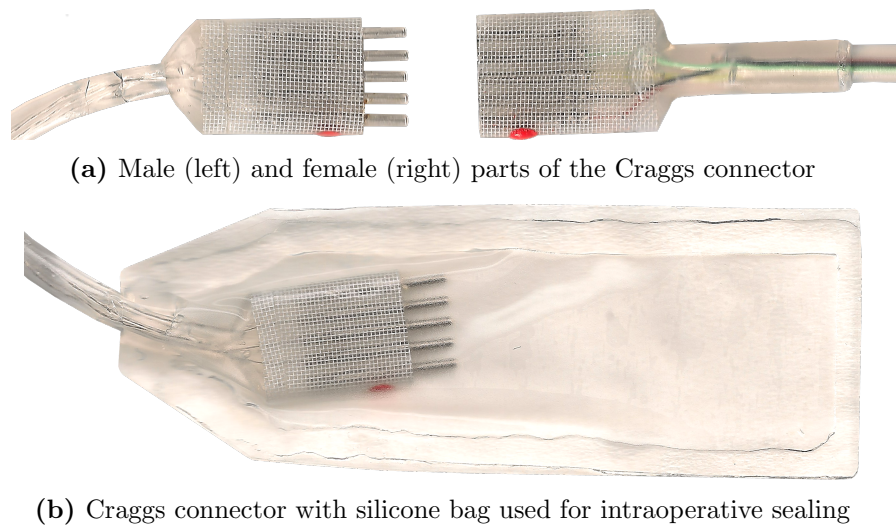 (a) Male (left) and female (right) parts of the Craggs connector
(b) Craggs connector with silicone bag used for intraoperative sealing